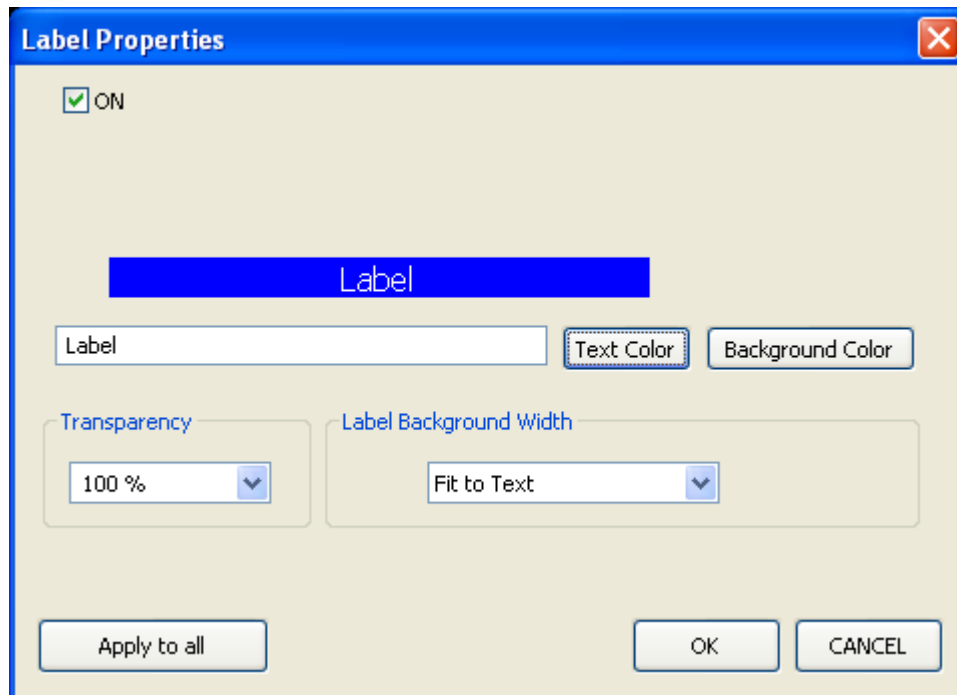 Label Properties
ON
Label
Label Text Color Background Color
Transparency Label Background Width
100 % Fit to Text
Apply to all OK CANCEL